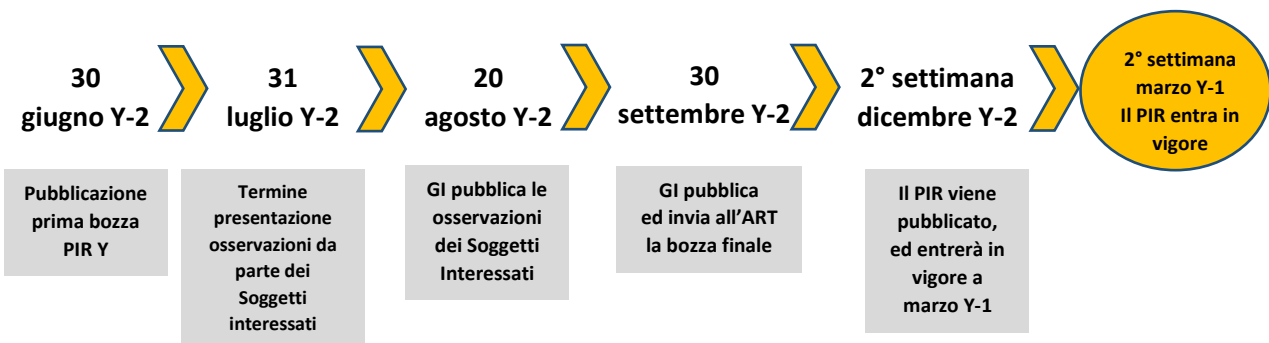 30
giugno Y-2
31
luglio Y-2
20
agosto Y-2
30
settembre Y-2
2° settimana
dicembre Y-2
2° settimana
marzo Y-1
Il PIR entra in
vigore
Pubblicazione
prima bozza
PIR Y
Termine
presentazione
osservazioni da
parte dei
Soggetti
interessati
GI pubblica le
osservazioni
dei Soggetti
Interessati
GI pubblica
ed invia all’ART
la bozza finale
Il PIR viene
pubblicato,
ed entrerà in
vigore a
marzo Y-1